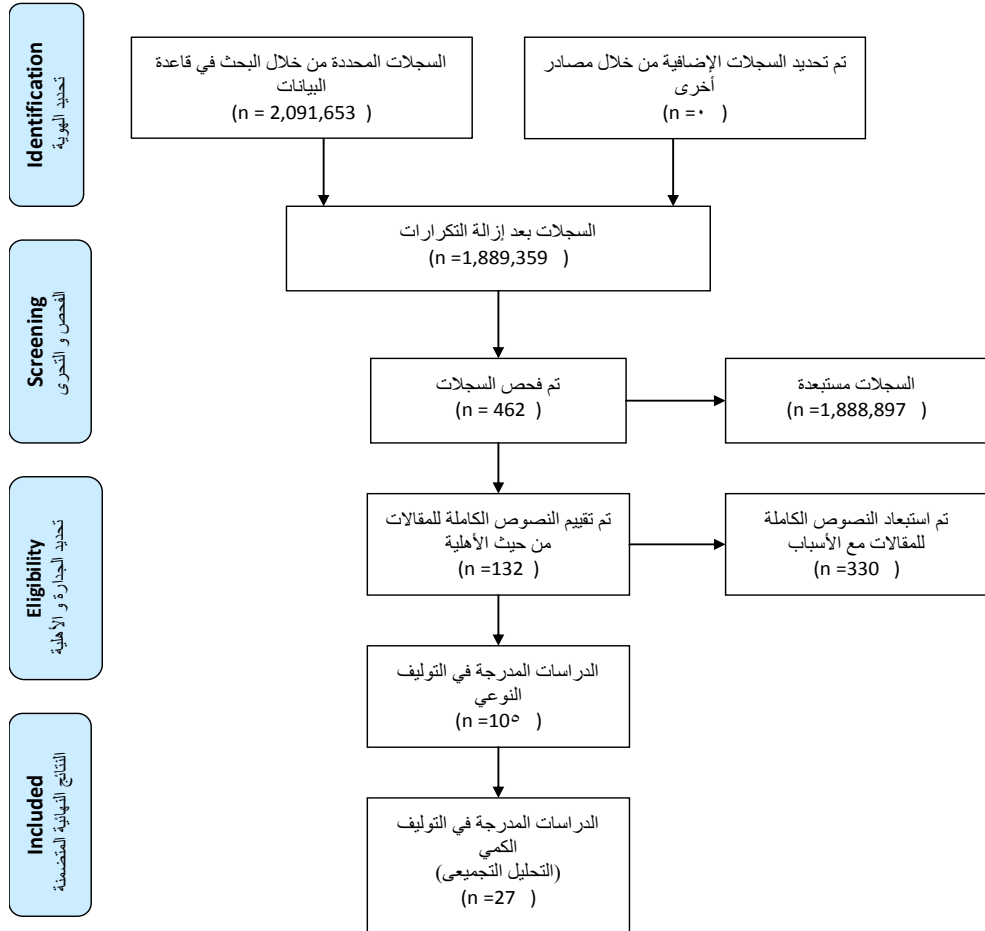 Identification
تحديد الهوية
السجلات المحددة من خلال البحث في قاعدة
البيانات
(n = 2,091,653 )
تم تحديد السجلات الإضافية من خلال مصادر
أخرى
(n =٠ )
السجلات بعد إزالة التكرارات
(n =1,889,359 )
Screening
الفحص و التحرى
تم فحص السجلات
(n = 462 )
السجلات مستبعدة
(n =1,888,897 )
Eligibility
تحديد الجدارة و الأهلية
تم تقييم النصوص الكاملة للمقالات
من حيث الأهلية
(n =132 )
تم استبعاد النصوص الكاملة
للمقالات مع الأسباب
(n =330 )
الدراسات المدرجة في التوليف
النوعي
(n =10٥ )
Included
النتائج النهائية المتضمنة
الدراسات المدرجة في التوليف
الكمي
(التحليل التجميعى)
(n =27 )